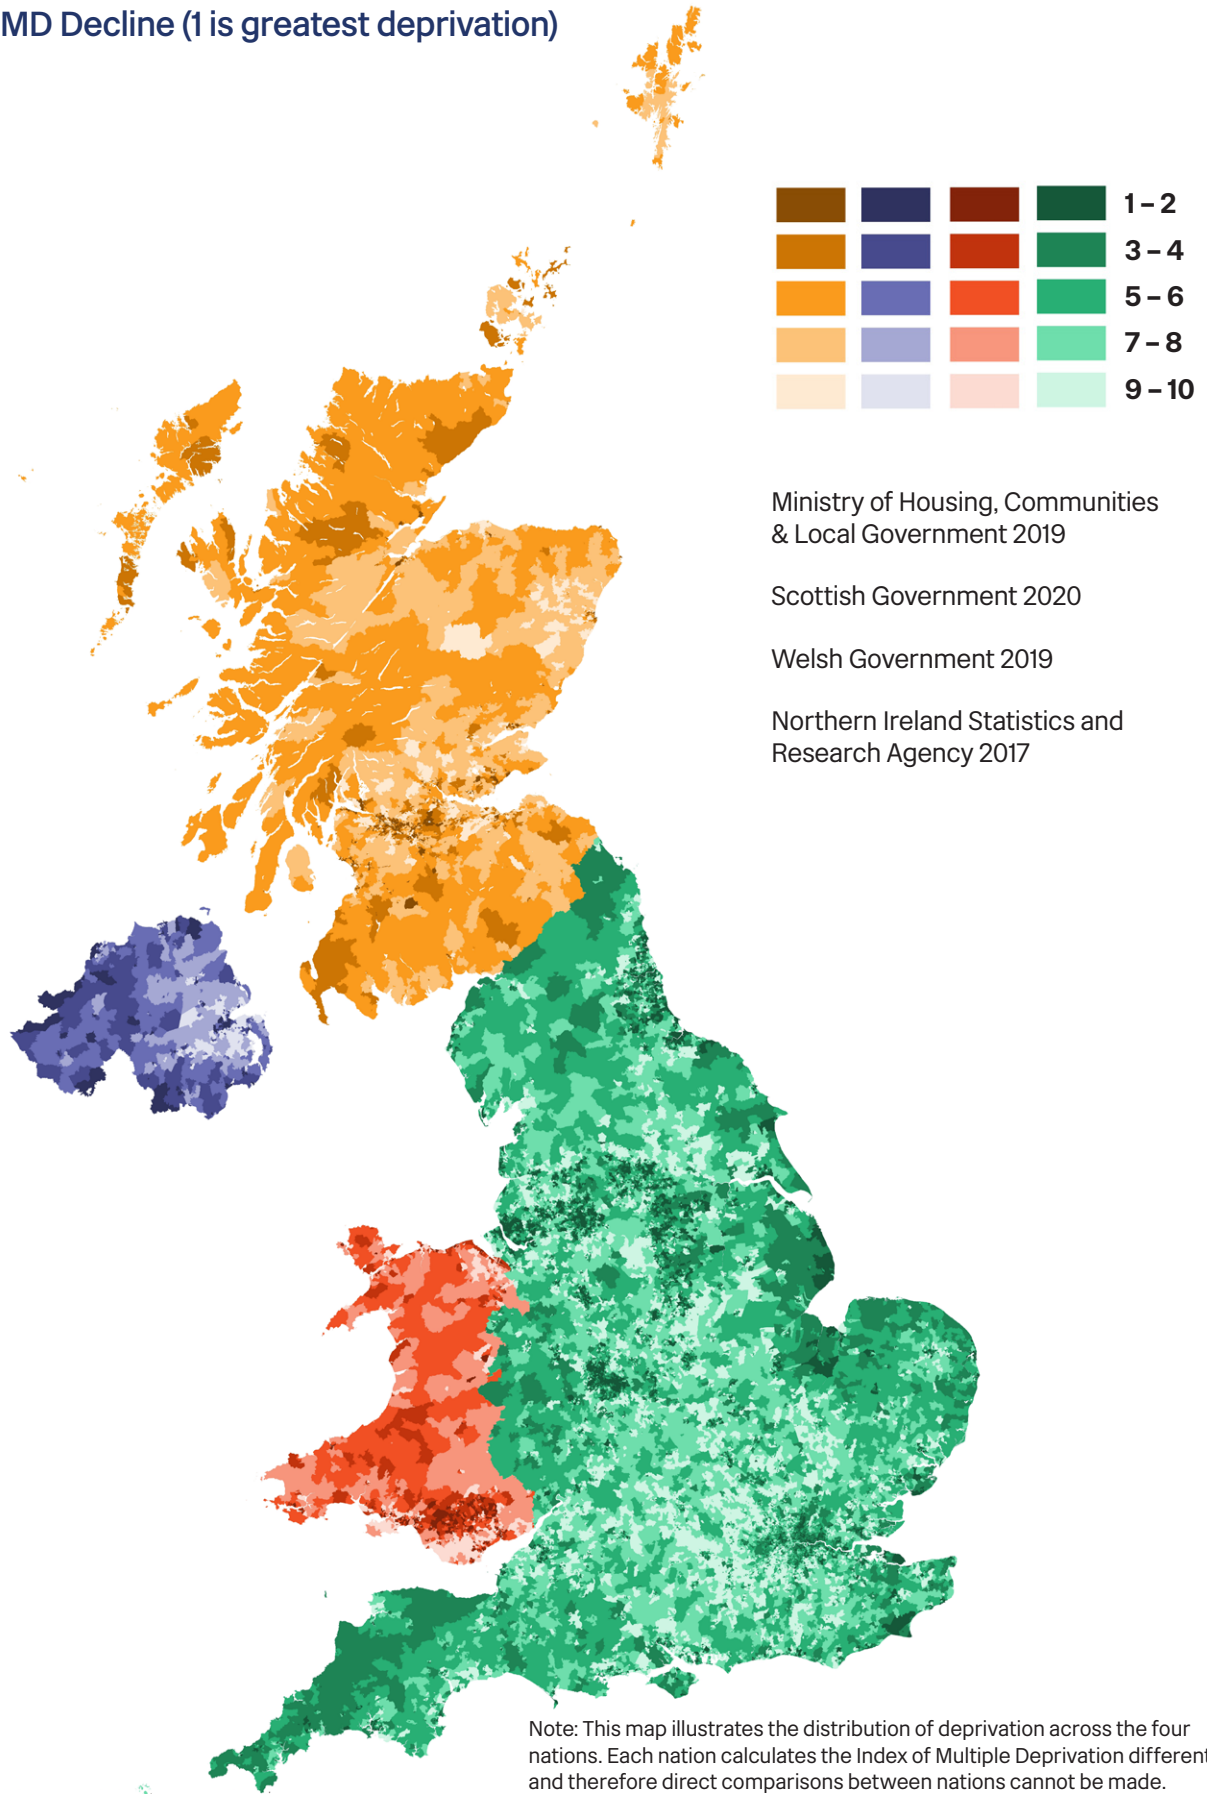 MD Decline (1 is greatest deprivation)
1 – 2
3 – 4
5 – 6
7 – 8
9 – 10
Ministry of Housing, Communities
& Local Government 2019
Scottish Government 2020
Welsh Government 2019
Northern Ireland Statistics and
Research Agency 2017
Note: This map illustrates the distribution of deprivation across the four
nations. Each nation calculates the Index of Multiple Deprivation different
and therefore direct comparisons between nations cannot be made.